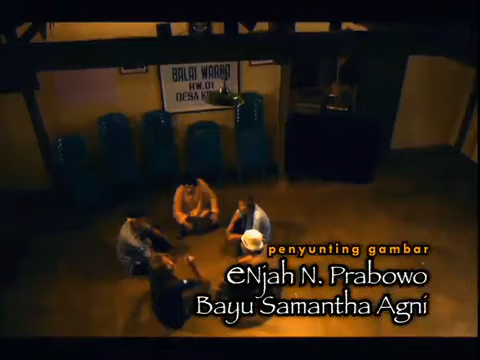 BALAI WARGA
RW.01
DESA
penyunting gambar
eNjah N. Prabowo
Bayu Samantha Agni